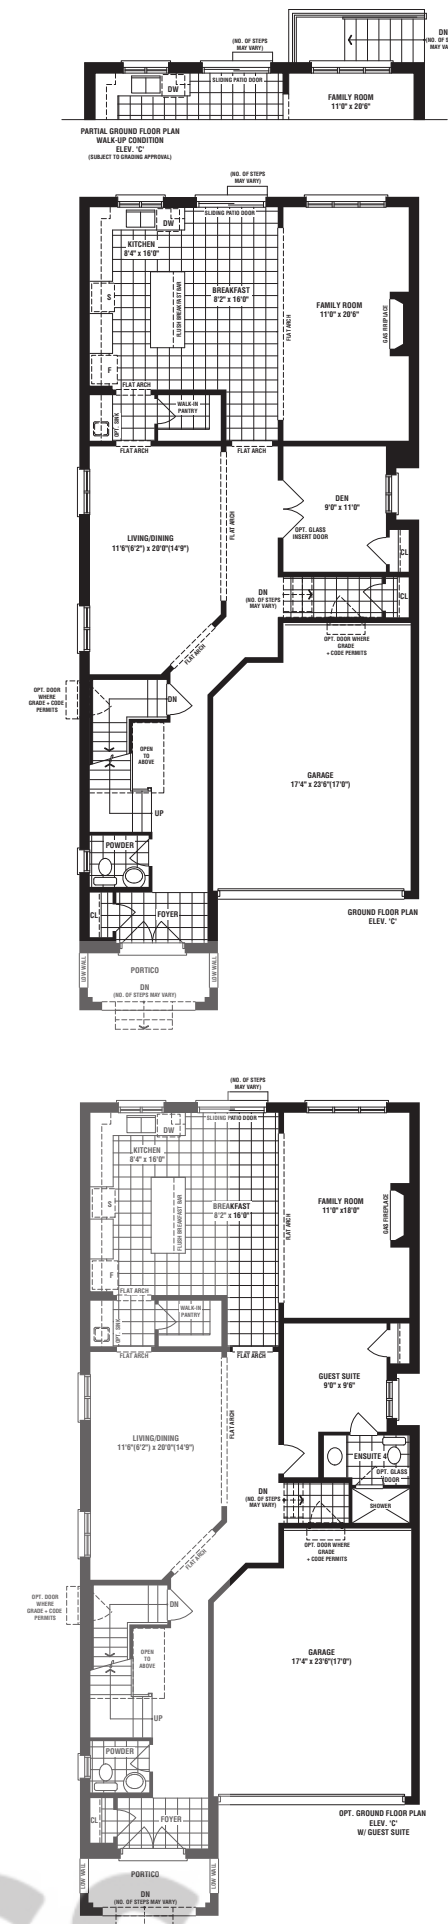 (NO. OF STEPS
MAY VARY)
DN
(NO. OF S
MAY VA
SLIDING PATIO DOOR
DW
FAMILY ROOM
11'0" x 20'6"
PARTIAL GROUND FLOOR PLAN
WALK-UP CONDITION
ELEV. 'C'
(SUBJECT TO GRADING APPROVAL)
(NO. OF STEPS
MAY VARY)
SLIDING PATIO DOOR
DW
KITCHEN
8'4" x 16'0"
S
FLUSH BREAKFAST BAR
BREAKFAST
8'2" x 16'0"
FLAT ARCH
FAMILY ROOM
11'0" x 20'6"
GAS FIREPLACE
F
FLAT ARCH
OPT. SINK
WALK-IN
PANTRY
FLAT ARCH
FLAT ARCH
LIVING/DINING
11'6"(6'2") x 20'0"(14'9")
FLAT ARCH
DEN
9'0" x 11'0"
OPT. GLASS
INSERT DOOR
CL
DN
(NO. OF STEPS
MAY VARY)
CL
OPT. DOOR WHERE
GRADE
+ CODE PERMITS
FLAT ARCH
OPT. DOOR
WHERE
GRADE + CODE
PERMITS
DN
OPEN
TO
ABOVE
GARAGE
17'4" x 23'6"(17'0")
UP
POWDER
CL
FOYER
GROUND FLOOR PLAN
ELEV. 'C'
LOW WALL
PORTICO
LOW WALL
DN
(NO. OF STEPS MAY VARY)
(NO. OF STEPS
MAY VARY)
SLIDING PATIO DOOR
DW
KITCHEN
8'4" x 16'0"
S
FLUSH BREAKFAST BAR
BREAKFAST
8'2" x 16'0"
FLAT ARCH
FAMILY ROOM
11'0" x18'0"
GAS FIREPLACE
F
FLAT ARCH
OPT. SINK
WALK-IN
PANTRY
FLAT ARCH
FLAT ARCH
LIVING/DINING
11'6"(6'2") x 20'0"(14'9")
FLAT ARCH
GUEST SUITE
9'0" x 9'6"
ENSUITE 4
OPT. GLASS
DOOR
SHOWER
DN
(NO. OF STEPS
MAY VARY)
OPT. DOOR WHERE
GRADE
+ CODE PERMITS
FLAT ARCH
OPT. DOOR
WHERE
GRADE + CODE
PERMITS
DN
OPEN
TO
ABOVE
GARAGE
17'4" x 23'6"(17'0")
UP
POWDER
CL
FOYER
OPT. GROUND FLOOR PLAN
ELEV. 'C'
W/ GUEST SUITE
LOW WALL
PORTICO
LOW WALL
DN
(NO. OF STEPS MAY VARY)